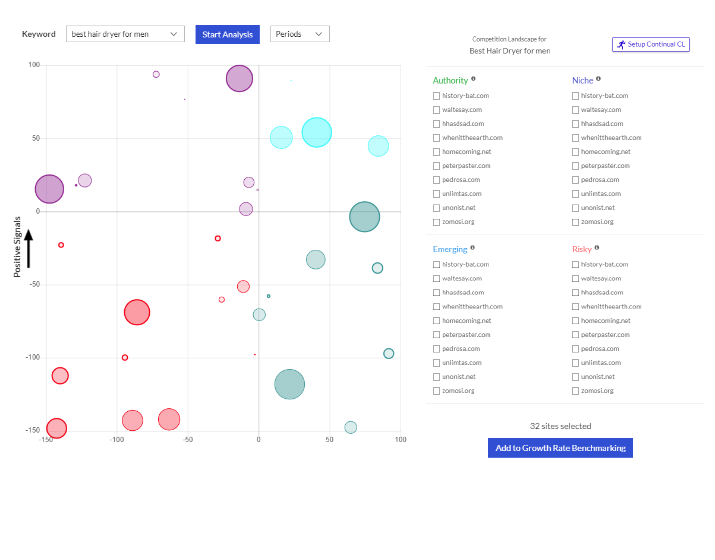 Keyword
best hair dryer for men
Start Analysis
Periods
100
50
0
-50
-100
-150
-150
-100
-50
0
50
100
Positive Signals
Competition Landscape for
Best Hair Dryer for men
Setup Continual CL
Authority
history-bat.com
waltesay.com
hhasdsad.com
whenittheearth.com
homecoming.net
peterpaster.com
pedrosa.com
unlimtas.com
unonist.net
zomosi.org
Niche
history-bat.com
waltesay.com
hhasdsad.com
whenittheearth.com
homecoming.net
peterpaster.com
pedrosa.com
unlimtas.com
unonist.net
zomosi.org
Emerging
history-bat.com
waltesay.com
hhasdsad.com
whenittheearth.com
homecoming.net
peterpaster.com
pedrosa.com
unlimtas.com
unonist.net
zomosi.org
Risky
history-bat.com
waltesay.com
hhasdsad.com
whenittheearth.com
homecoming.net
peterpaster.com
pedrosa.com
unlimtas.com
unonist.net
zomosi.org
32 sites selected
Add to Growth Rate Benchmarking